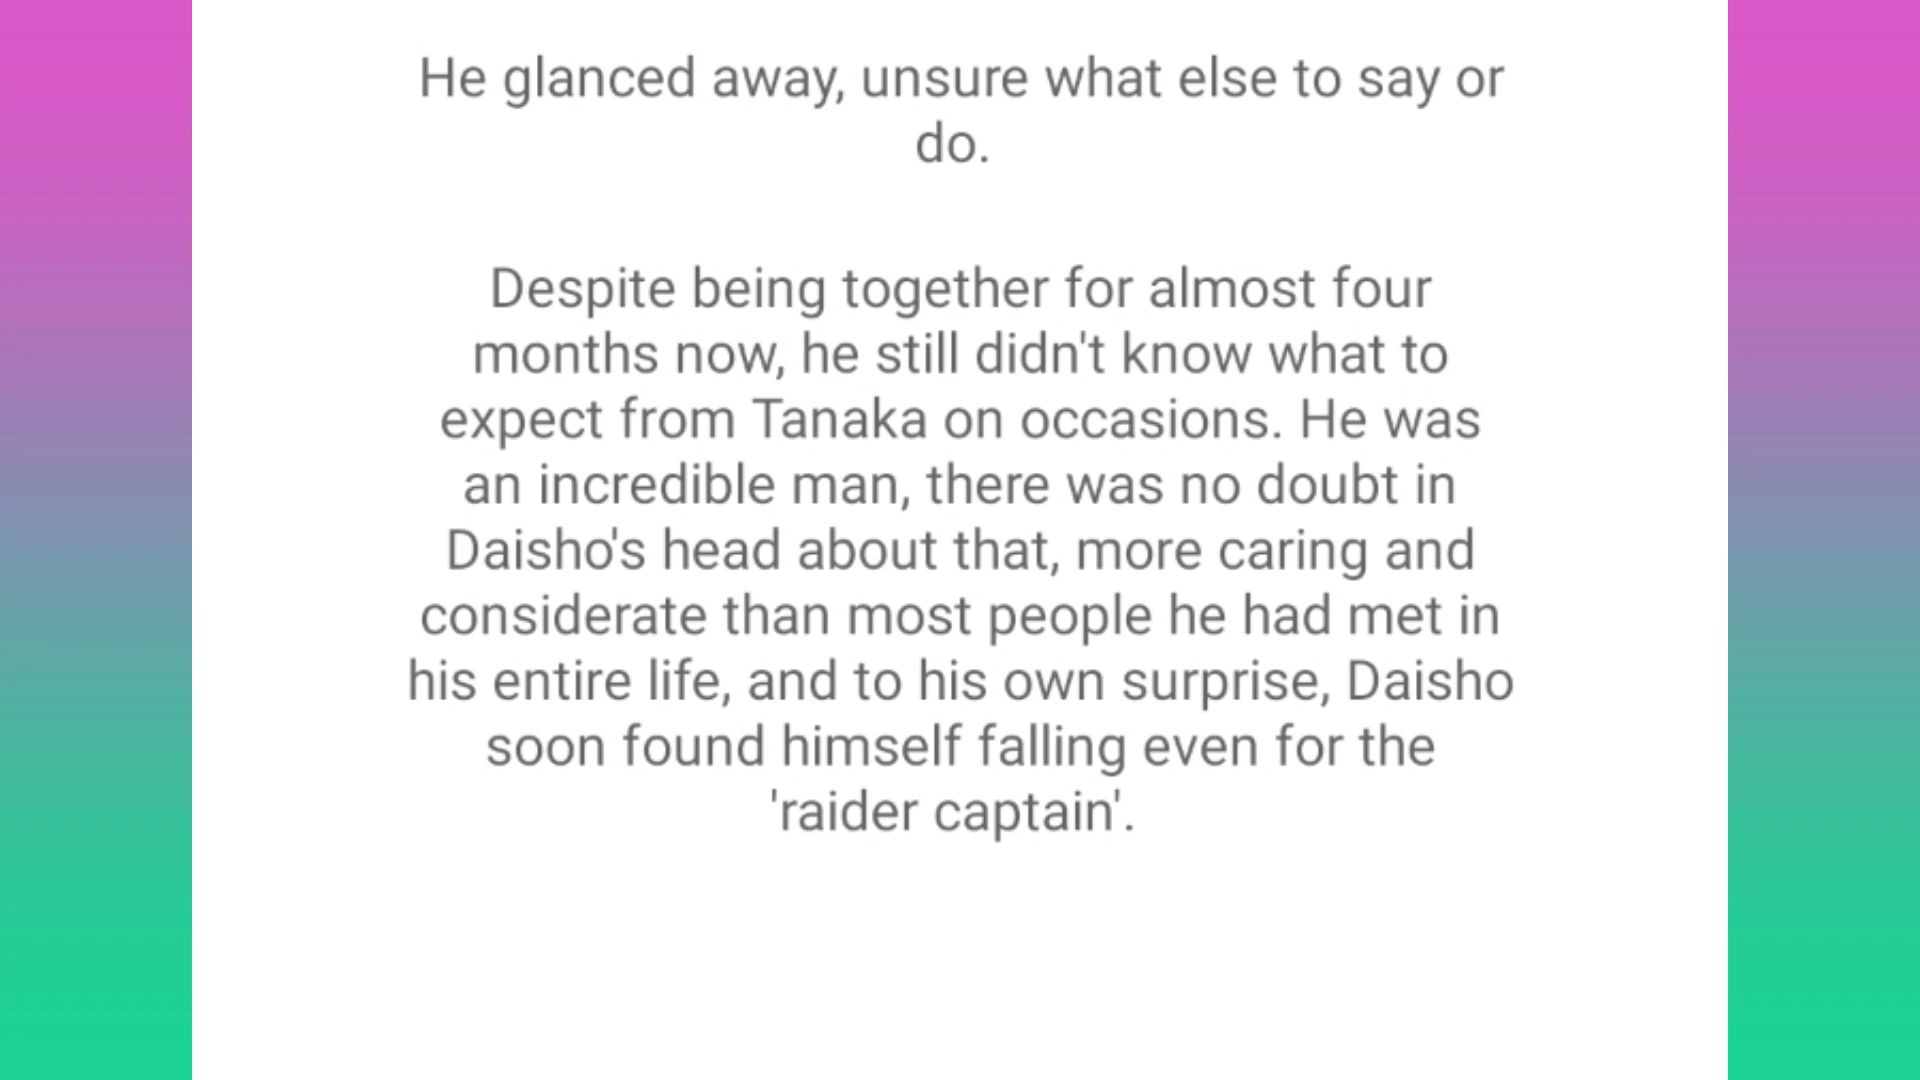 He glanced away, unsure what else to say or
do.
Despite being together for almost four
months now, he still didn't know what to
expect from Tanaka on occasions. He was
an incredible man, there was no doubt in
Daisho's head about that, more caring and
considerate than most people he had met in
his entire life, and to his own surprise, Daisho
soon found himself falling even for the
'raider captain'.